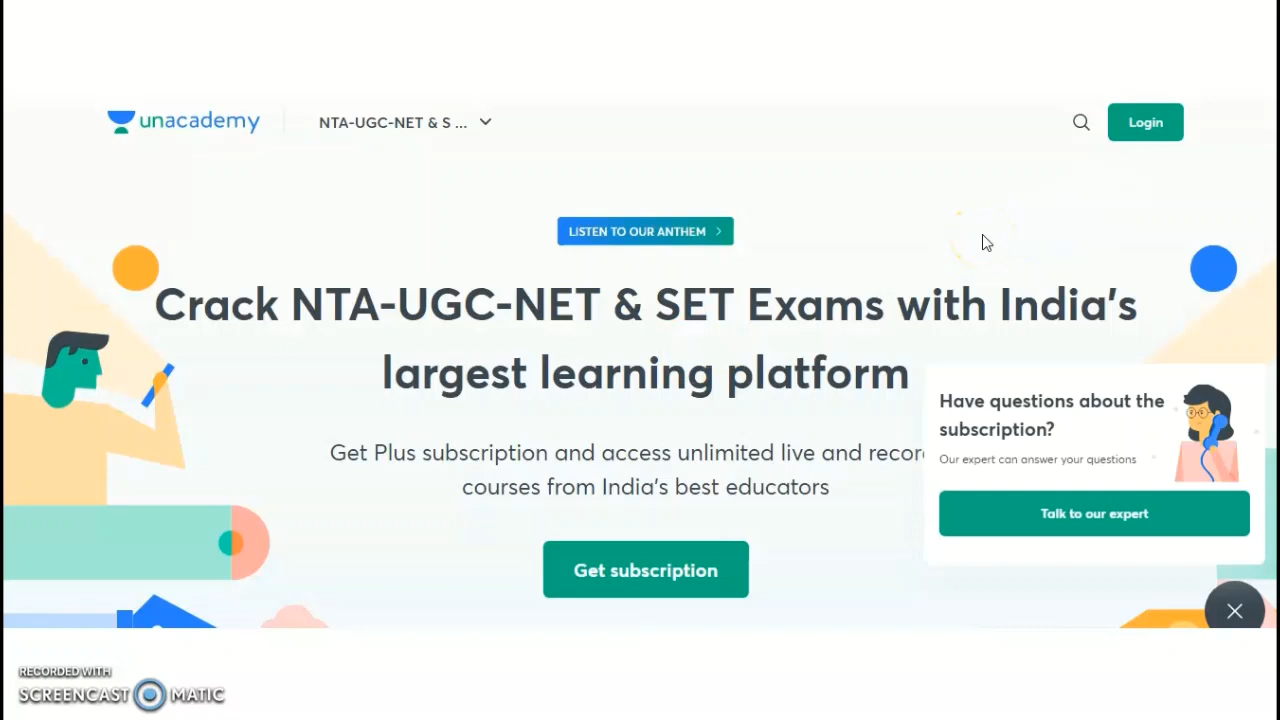 unacademy
NTA-UGC-NET & S ...
Login
LISTEN TO OUR ANTHEM
Crack NTA-UGC-NET & SET Exams with India's
largest learning platform
Get Plus subscription and access unlimited live and recor
courses from India's best educators
Get subscription
Have questions about the
subscription?
Our expert can answer your questions
Talk to our expert
RECORDED WITH
SCREENCAST MATIC